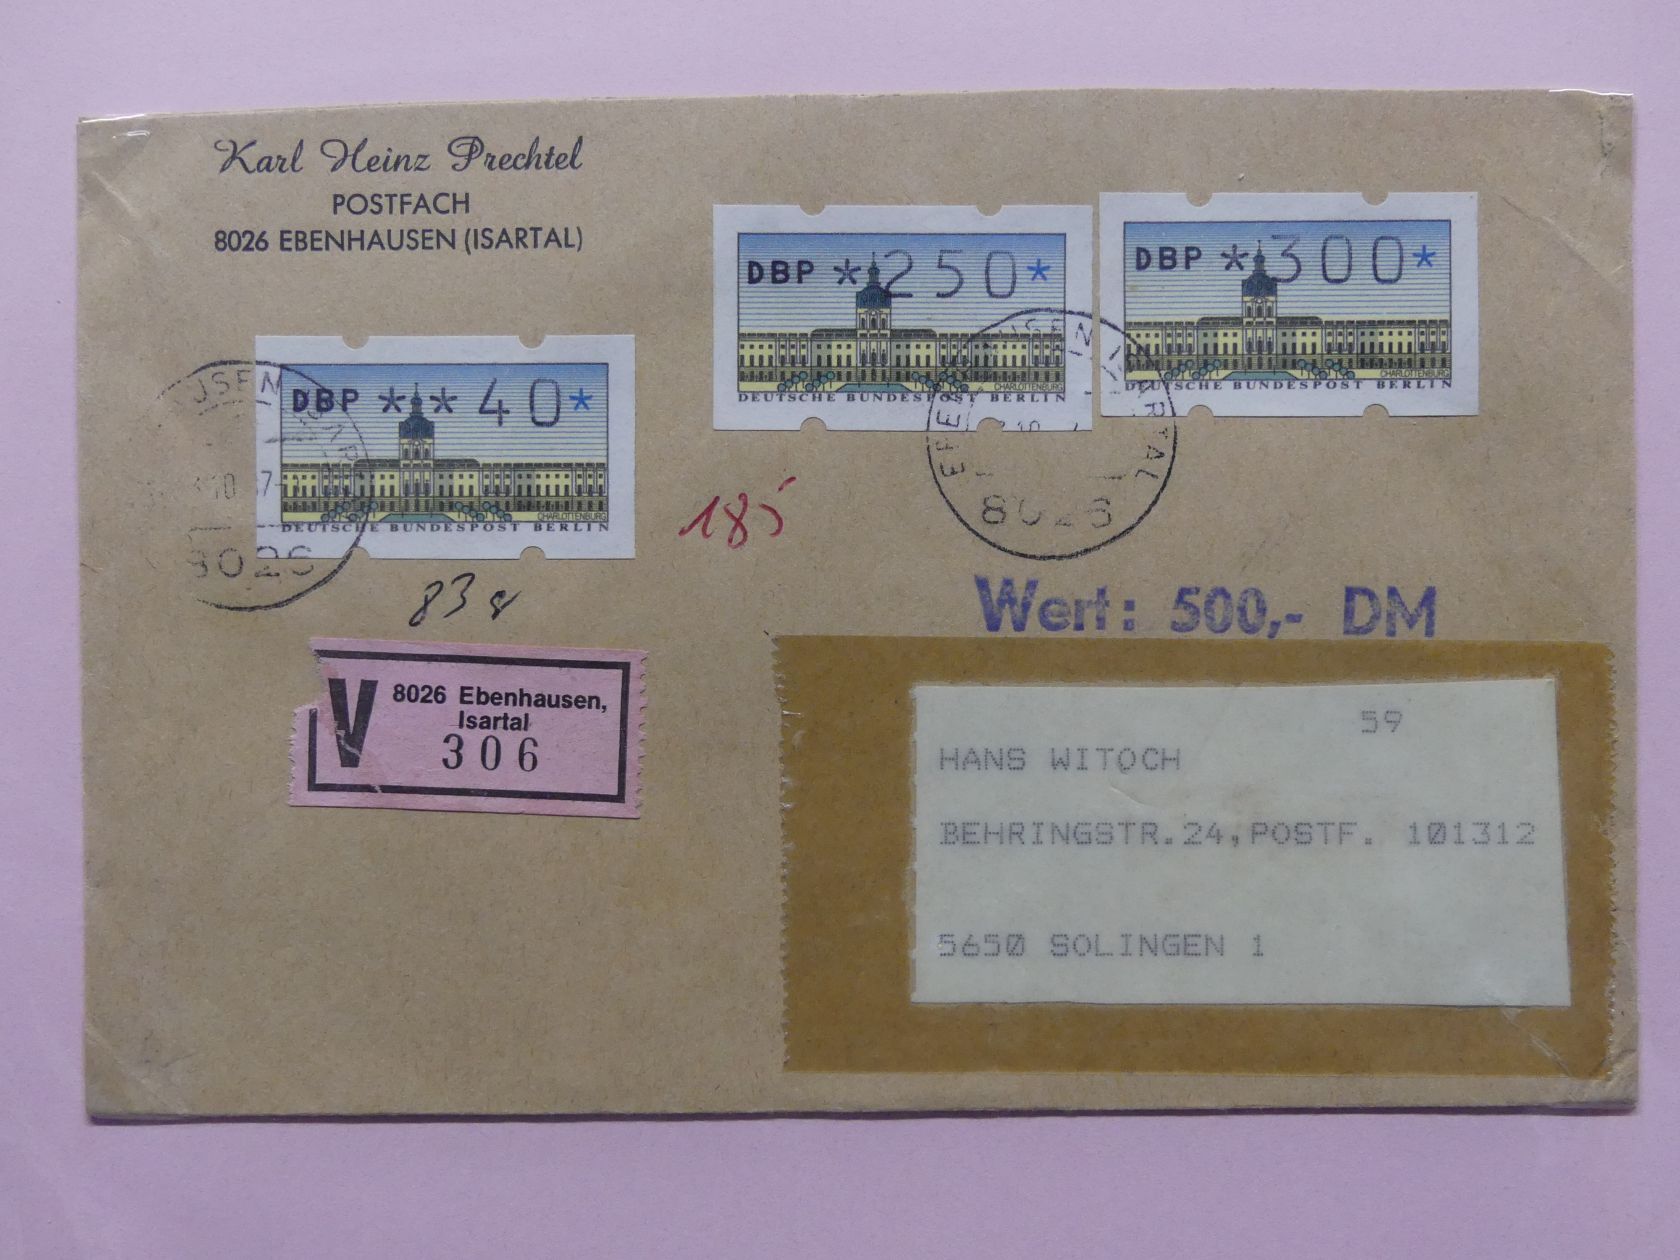 Karl Heinz Prechtel
POSTFACH
8026 EBENHAUSEN (ISARTAL)
DBP **40*
CHARLOTTENBURG
DEUTSCHE BUNDESPOST BERLIN
DBP *250*
CHARLOTTENBURG
DEUTSCHE BUNDESPOST BERLIN
DBP *300*
CHARLOTTENBURG
DEUTSCHE BUNDESPOST BERLIN
8026
8026
185
83 g
Wert: 500,- DM
V
8026 Ebenhausen,
Isartal
306
59
HANS WITOCH
BEHRINGSTR.24,POSTF. 101312
5650 SOLINGEN 1